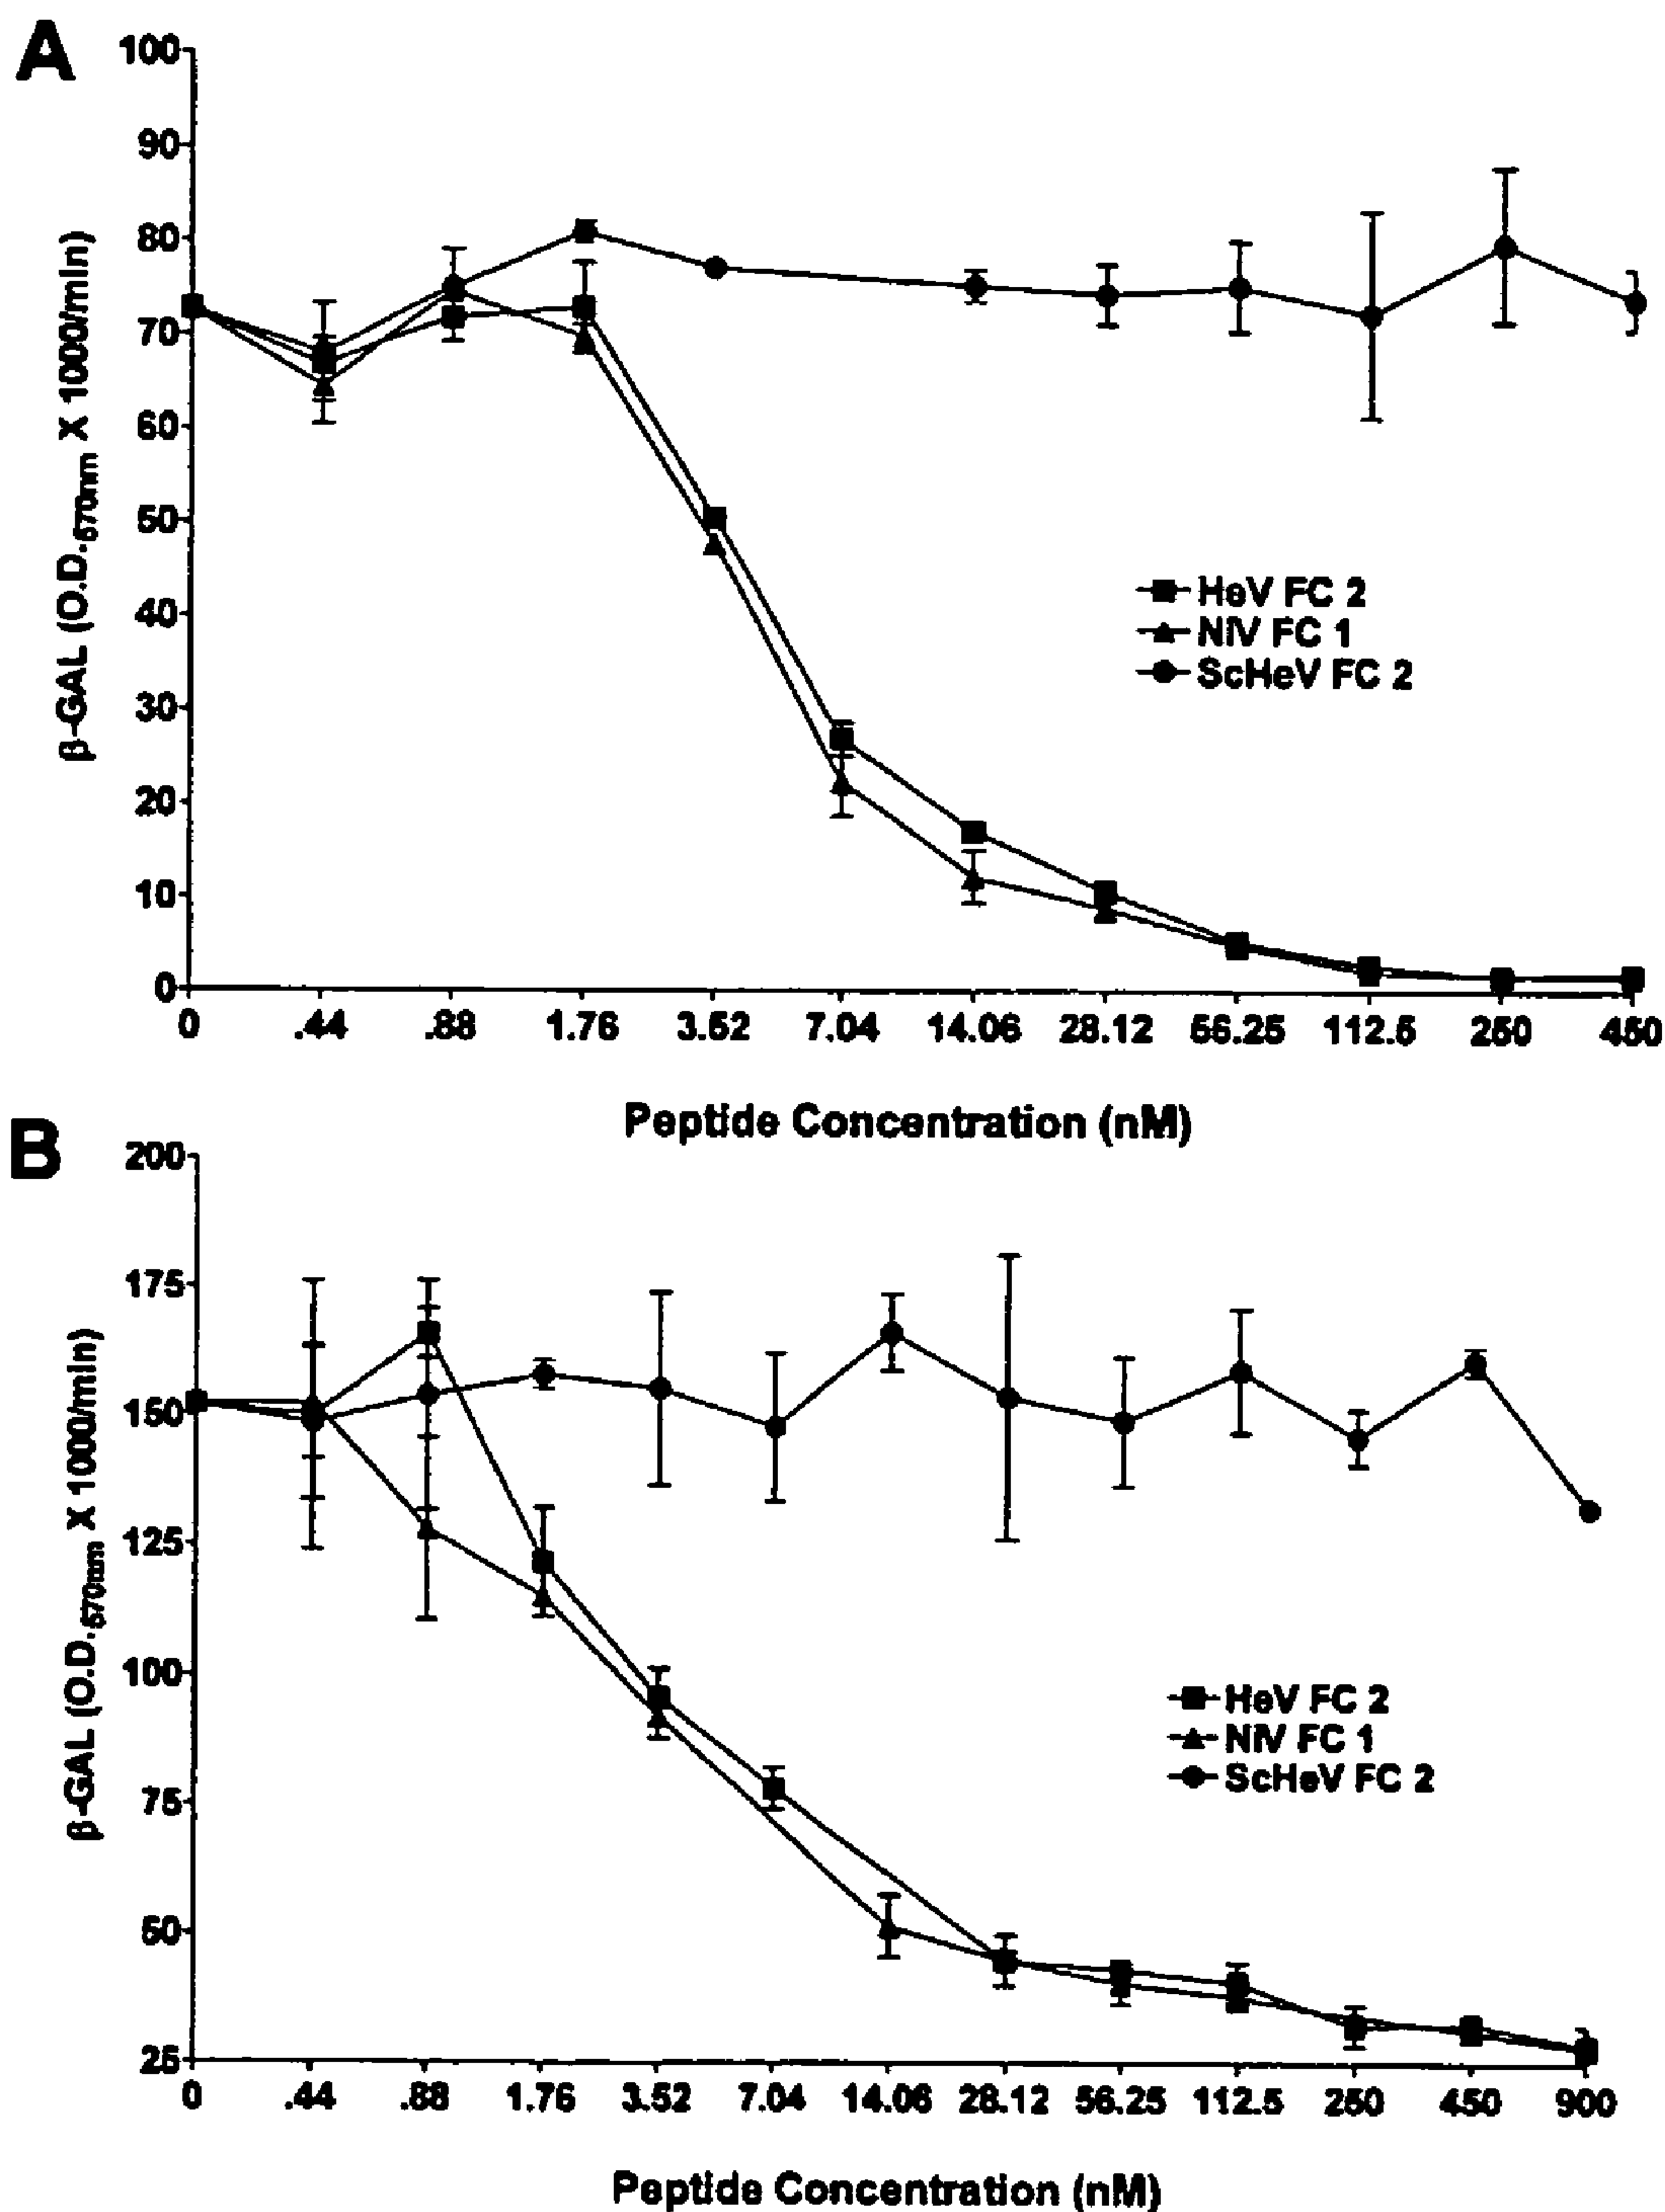 A
100
90
80
70
60
50
40
30
20
10
0
β-GAL (O.D.570nm X 1000/min)
HeV FC 2
NiV FC 1
ScHeV FC 2
0 .44 .88 1.76 3.52 7.04 14.06 28.12 56.25 112.5 250 450
Peptide Concentration (nM)
B
200
175
150
125
100
75
50
25
β-GAL (O.D.570nm X 1000/min)
HeV FC 2
NiV FC 1
ScHeV FC 2
0 .44 .88 1.76 3.52 7.04 14.06 28.12 56.25 112.5 250 450 900
Peptide Concentration (nM)